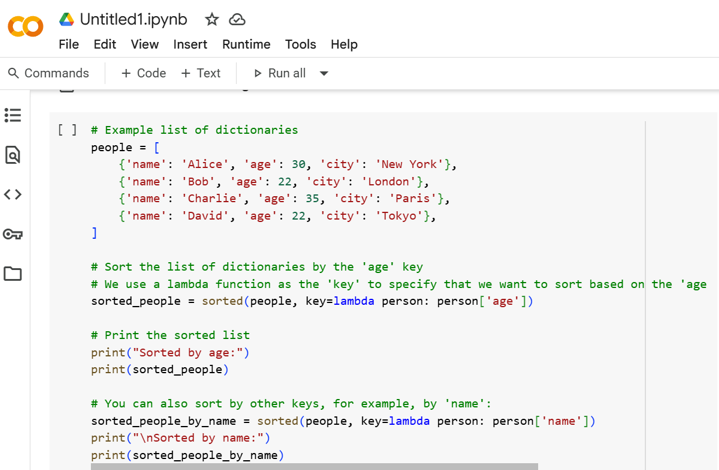 Untitled1.ipynb
File Edit View Insert Runtime Tools Help
Commands + Code + Text Run all
[ ] # Example list of dictionaries
people = [
    {'name': 'Alice', 'age': 30, 'city': 'New York'},
    {'name': 'Bob', 'age': 22, 'city': 'London'},
    {'name': 'Charlie', 'age': 35, 'city': 'Paris'},
    {'name': 'David', 'age': 22, 'city': 'Tokyo'},
]
# Sort the list of dictionaries by the 'age' key
# We use a lambda function as the 'key' to specify that we want to sort based on the 'age
sorted_people = sorted(people, key=lambda person: person['age'])
# Print the sorted list
print("Sorted by age:")
print(sorted_people)
# You can also sort by other keys, for example, by 'name':
sorted_people_by_name = sorted(people, key=lambda person: person['name'])
print("\nSorted by name:")
print(sorted_people_by_name)